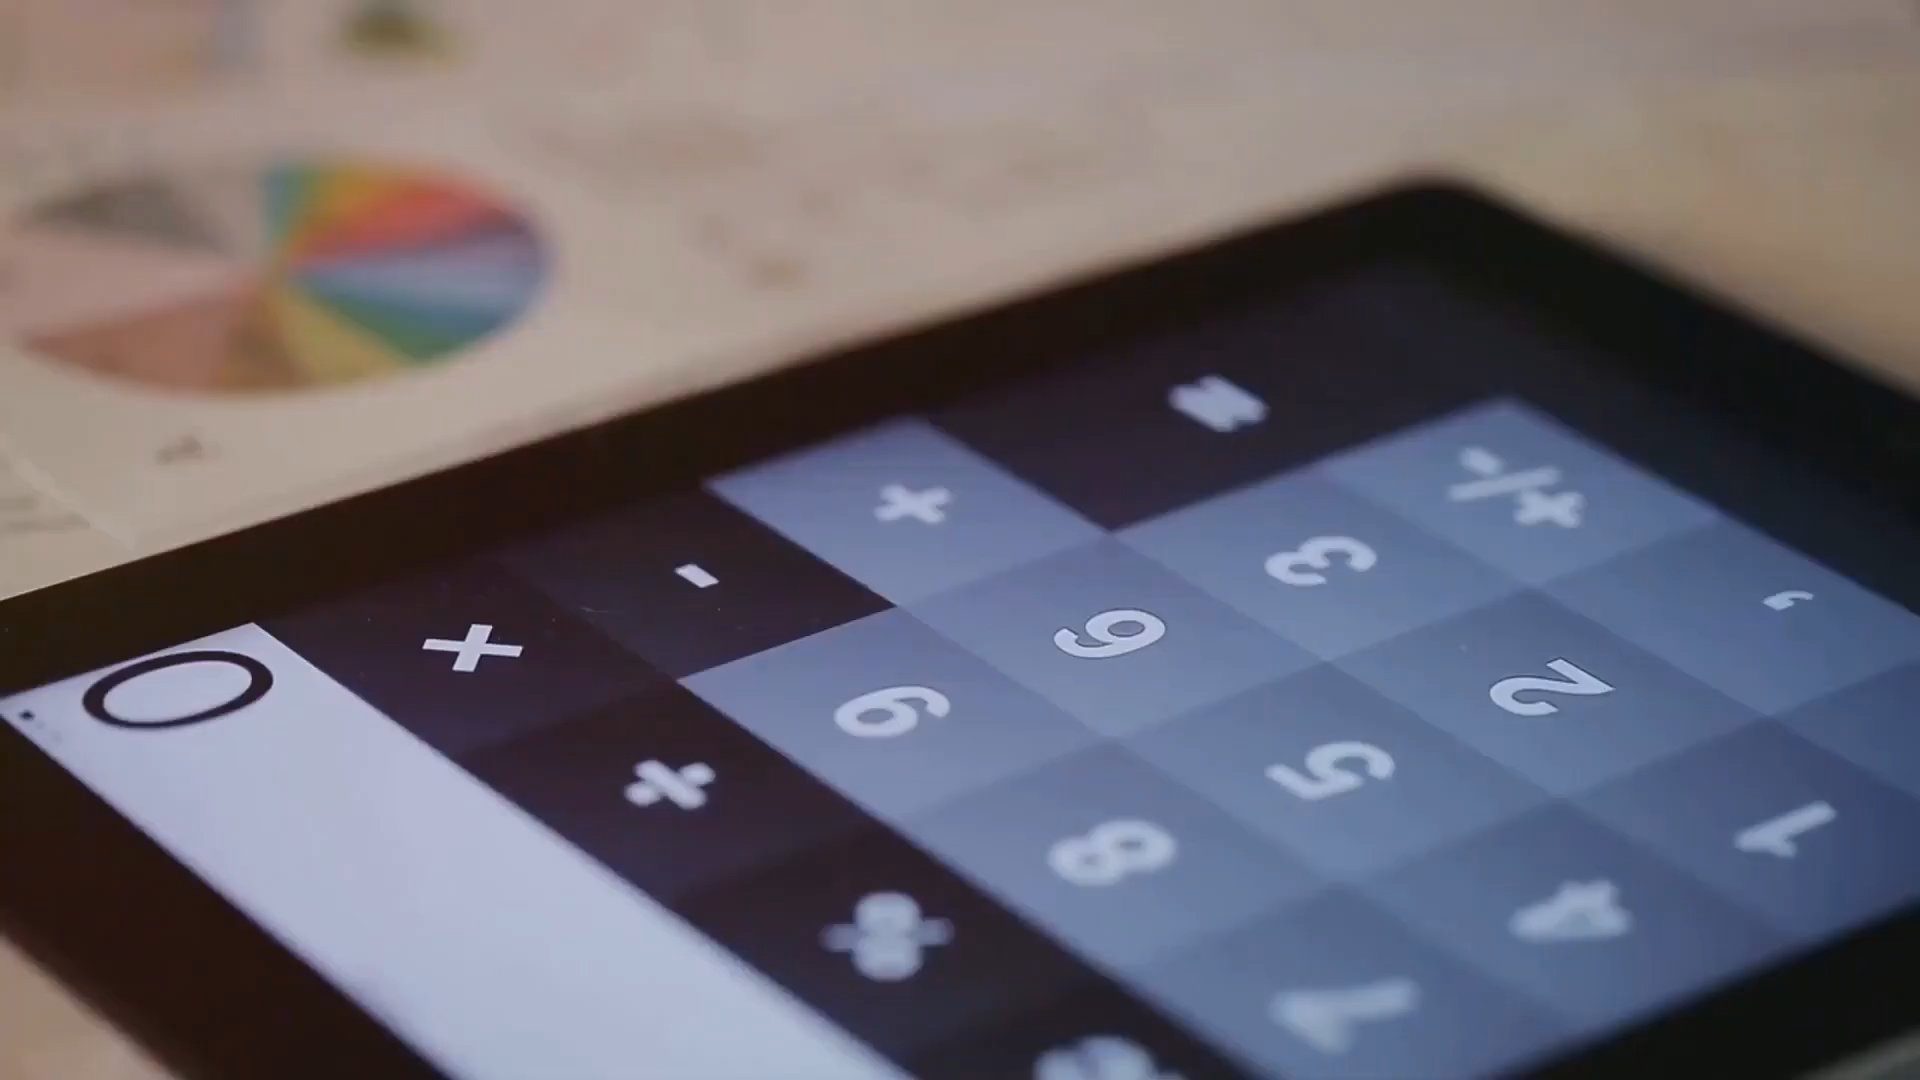 0
% ÷ ×
7 8 9 -
4 5 6 +
1 2 3 =
, +/-